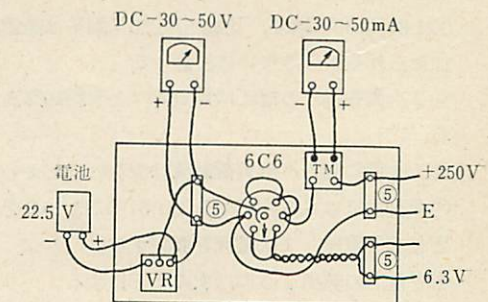 DC-30~50V
DC-30~50mA
+
-
-
+
6C6
TM
+250V
電池
22.5 V
⑤
G
⑤
E
-
+
⑤
VR
6.3V